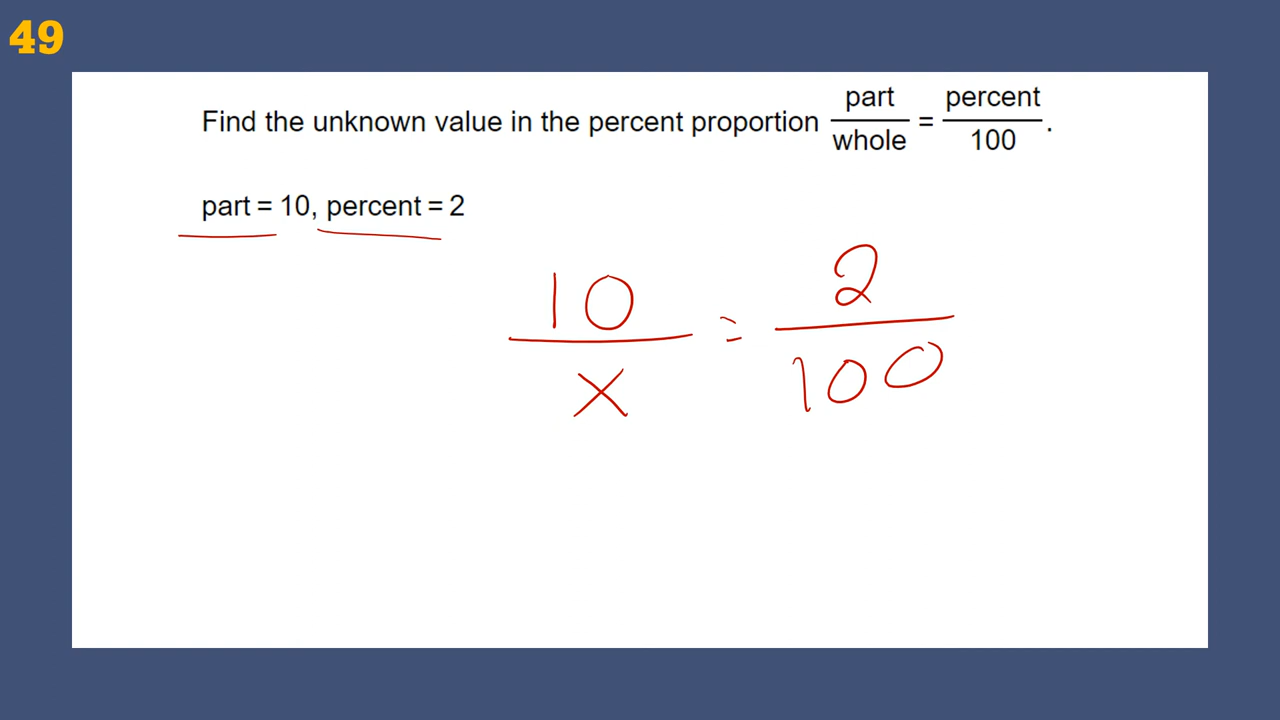 49
Find the unknown value in the percent proportion part/whole = percent/100.
part = 10, percent = 2
10/x = 2/100